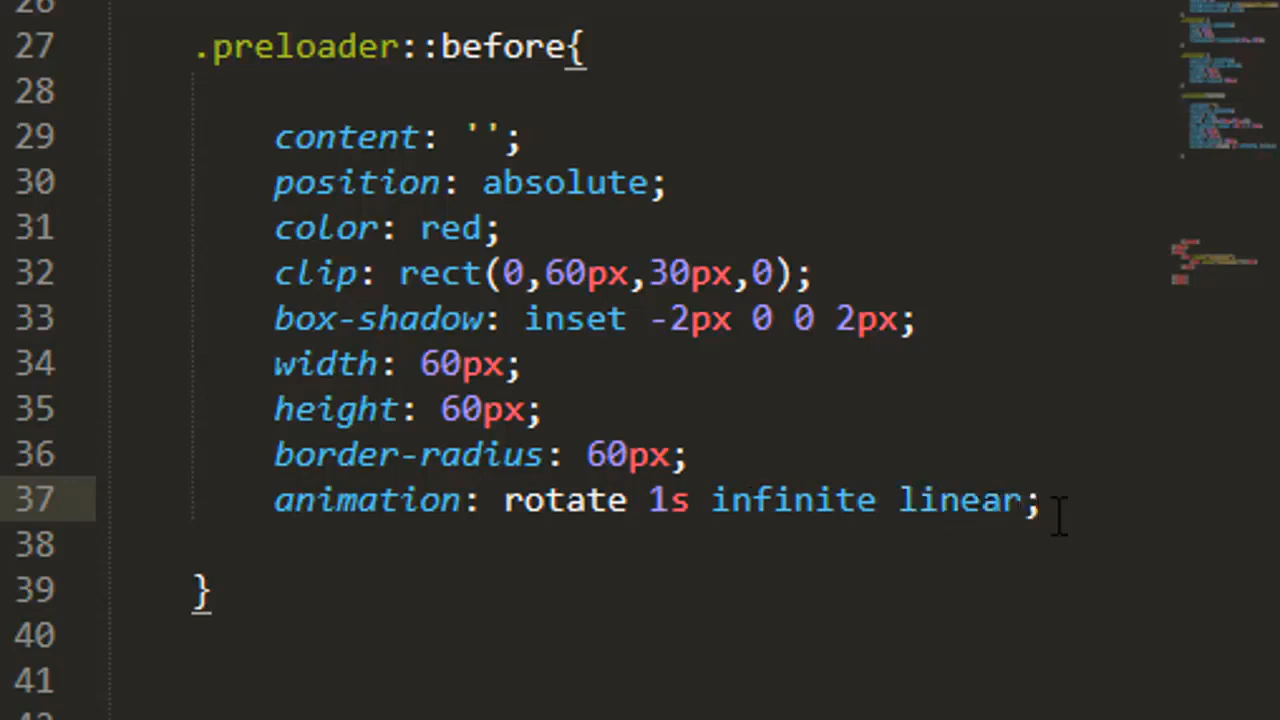 26
27 .preloader::before{
28
29 content: '';
30 position: absolute;
31 color: red;
32 clip: rect(0,60px,30px,0);
33 box-shadow: inset -2px 0 0 2px;
34 width: 60px;
35 height: 60px;
36 border-radius: 60px;
37 animation: rotate 1s infinite linear;
38
39 }
40
41